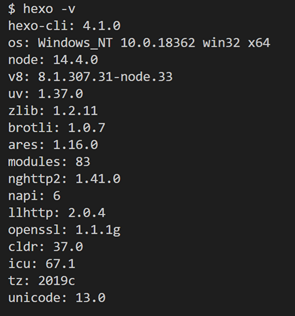 $ hexo -v
hexo-cli: 4.1.0
os: Windows_NT 10.0.18362 win32 x64
node: 14.4.0
v8: 8.1.307.31-node.33
uv: 1.37.0
zlib: 1.2.11
brotli: 1.0.7
ares: 1.16.0
modules: 83
nghttp2: 1.41.0
napi: 6
llhttp: 2.0.4
openssl: 1.1.1g
cldr: 37.0
icu: 67.1
tz: 2019c
unicode: 13.0